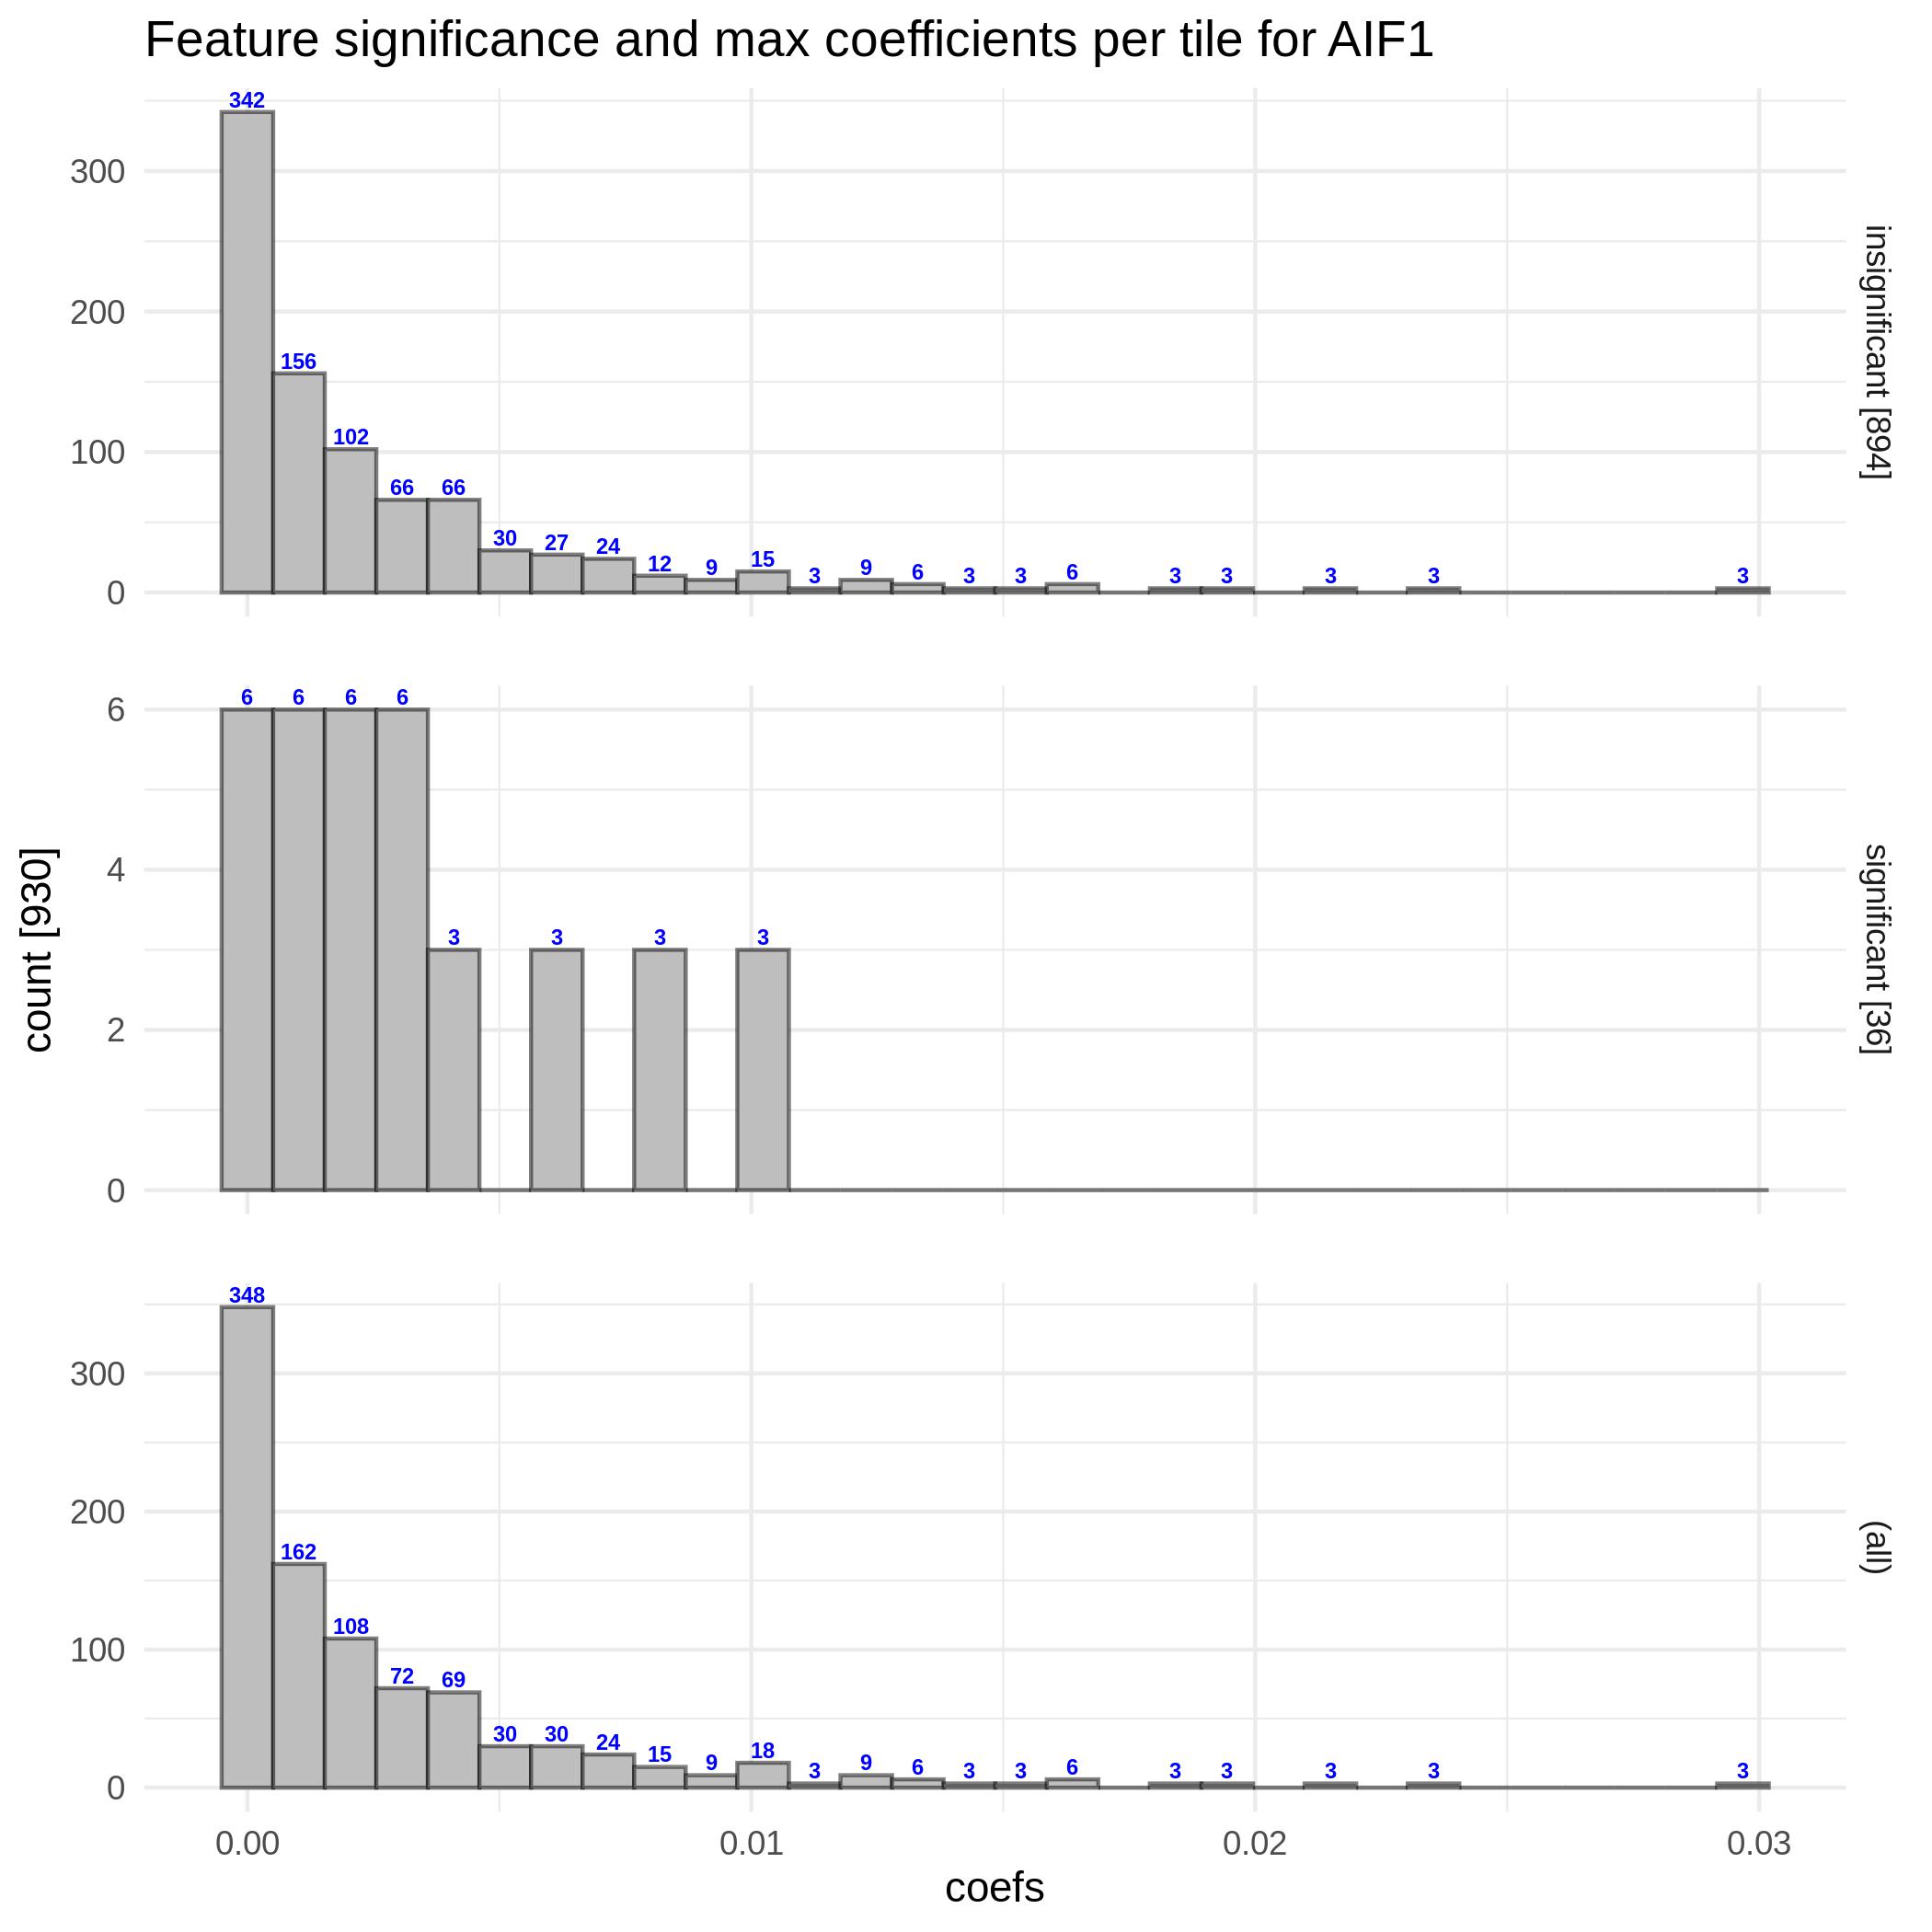 Feature significance and max coefficients per tile for AIF1
342
156
102
66 66
30 27 24 12 9 15 3 9 6 3 3 6 3 3 3 3 3
300
200
100
0
insignificant [894]
6 6 6 6
3 3 3 3
6
4
2
0
significant [36]
count [930]
348
162
108
72 69
30 30 24 15 9 18 3 9 6 3 3 6 3 3 3 3 3
300
200
100
0
(all)
0.00 0.01 0.02 0.03
coefs